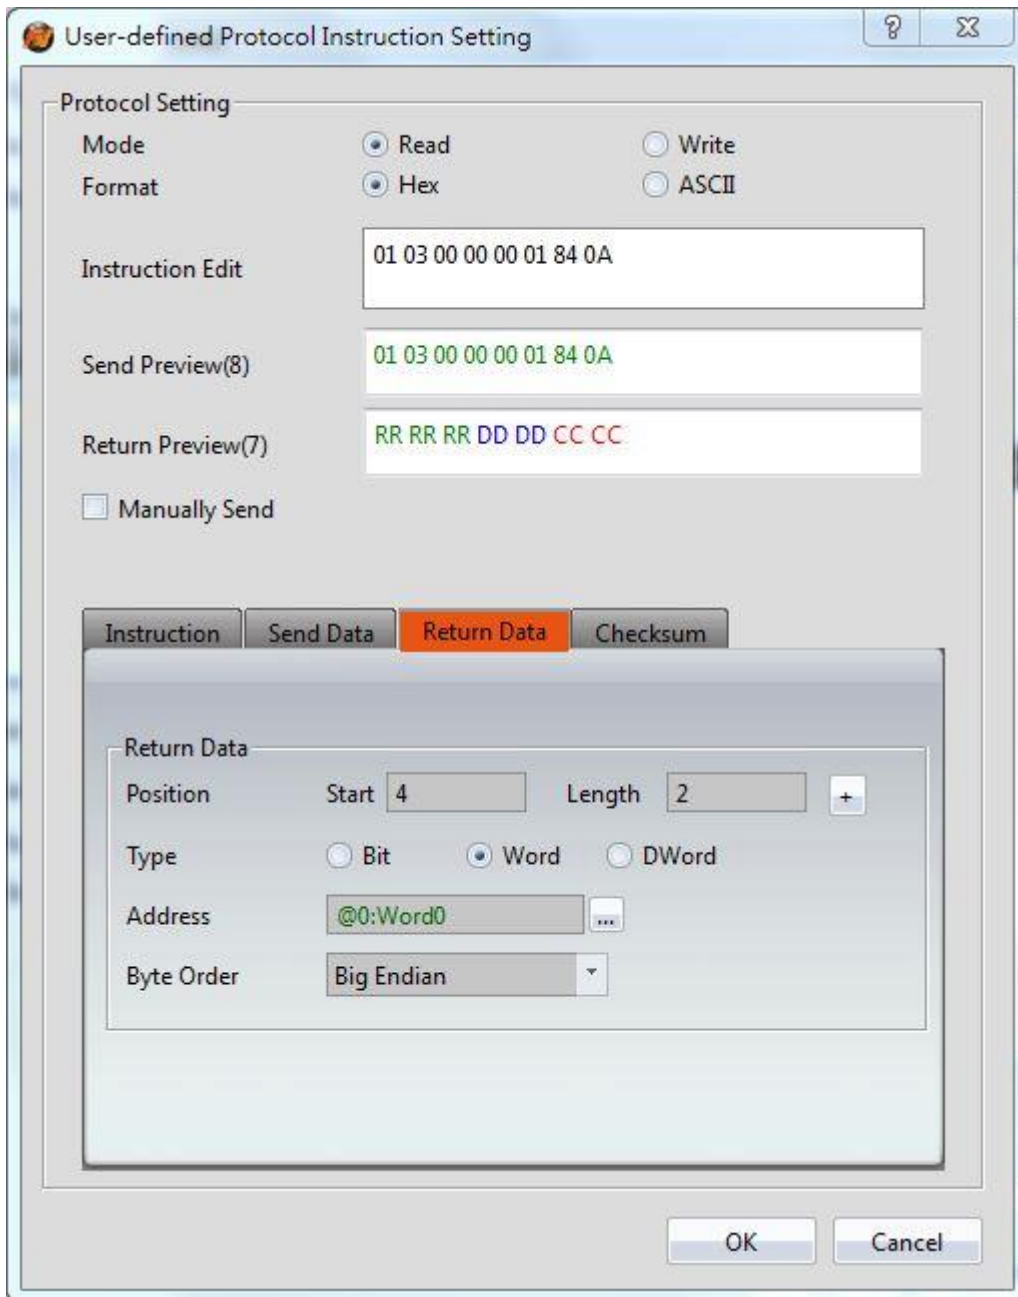 User-defined Protocol Instruction Setting
Protocol Setting
Mode Read Write
Format Hex ASCII
Instruction Edit 01 03 00 00 00 01 84 0A
Send Preview(8) 01 03 00 00 00 01 84 0A
Return Preview(7) RR RR RR DD DD CC CC
Manually Send
Instruction Send Data Return Data Checksum
Return Data
Position Start 4 Length 2 +
Type Bit Word DWord
Address @0:Word0 ...
Byte Order Big Endian
OK Cancel